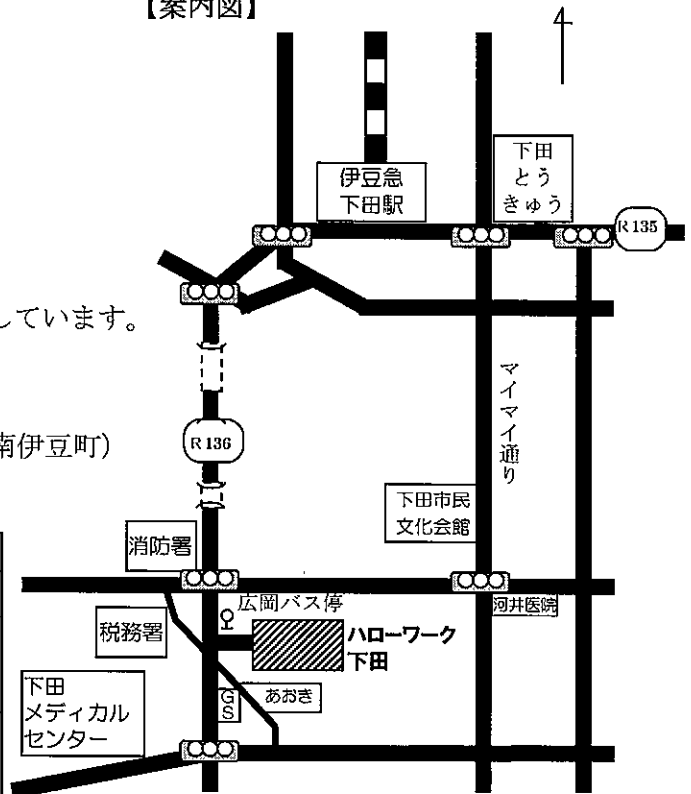 【案内図】
伊豆急
下田駅
下田
とう
きゅう
R 135
しています。
マイマイ通り
南伊豆町）
R 136
下田市民
文化会館
消防署
広岡バス停
河井医院
税務署
ハローワーク
下田
下田
メディカル
センター
GS
あおき